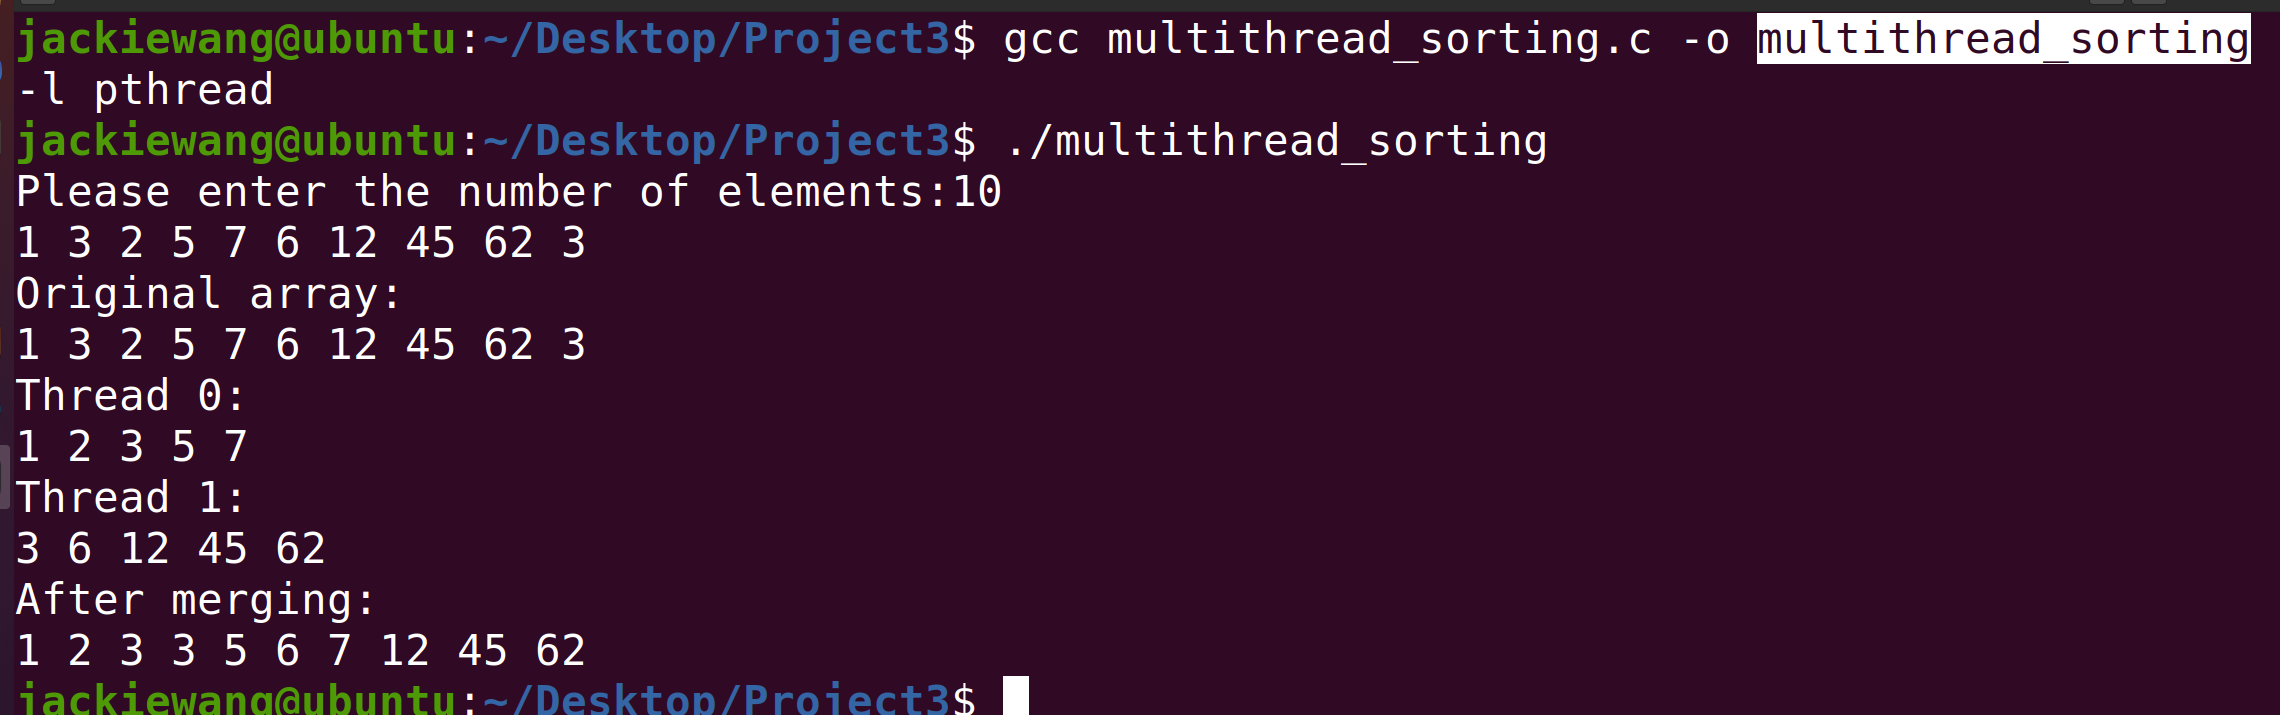 jackiewang@ubuntu:~/Desktop/Project3$ gcc multithread_sorting.c -o multithread_sorting
-l pthread
jackiewang@ubuntu:~/Desktop/Project3$ ./multithread_sorting
Please enter the number of elements:10
1 3 2 5 7 6 12 45 62 3
Original array:
1 3 2 5 7 6 12 45 62 3
Thread 0:
1 2 3 5 7
Thread 1:
3 6 12 45 62
After merging:
1 2 3 3 5 6 7 12 45 62
jackiewang@ubuntu:~/Desktop/Project3$